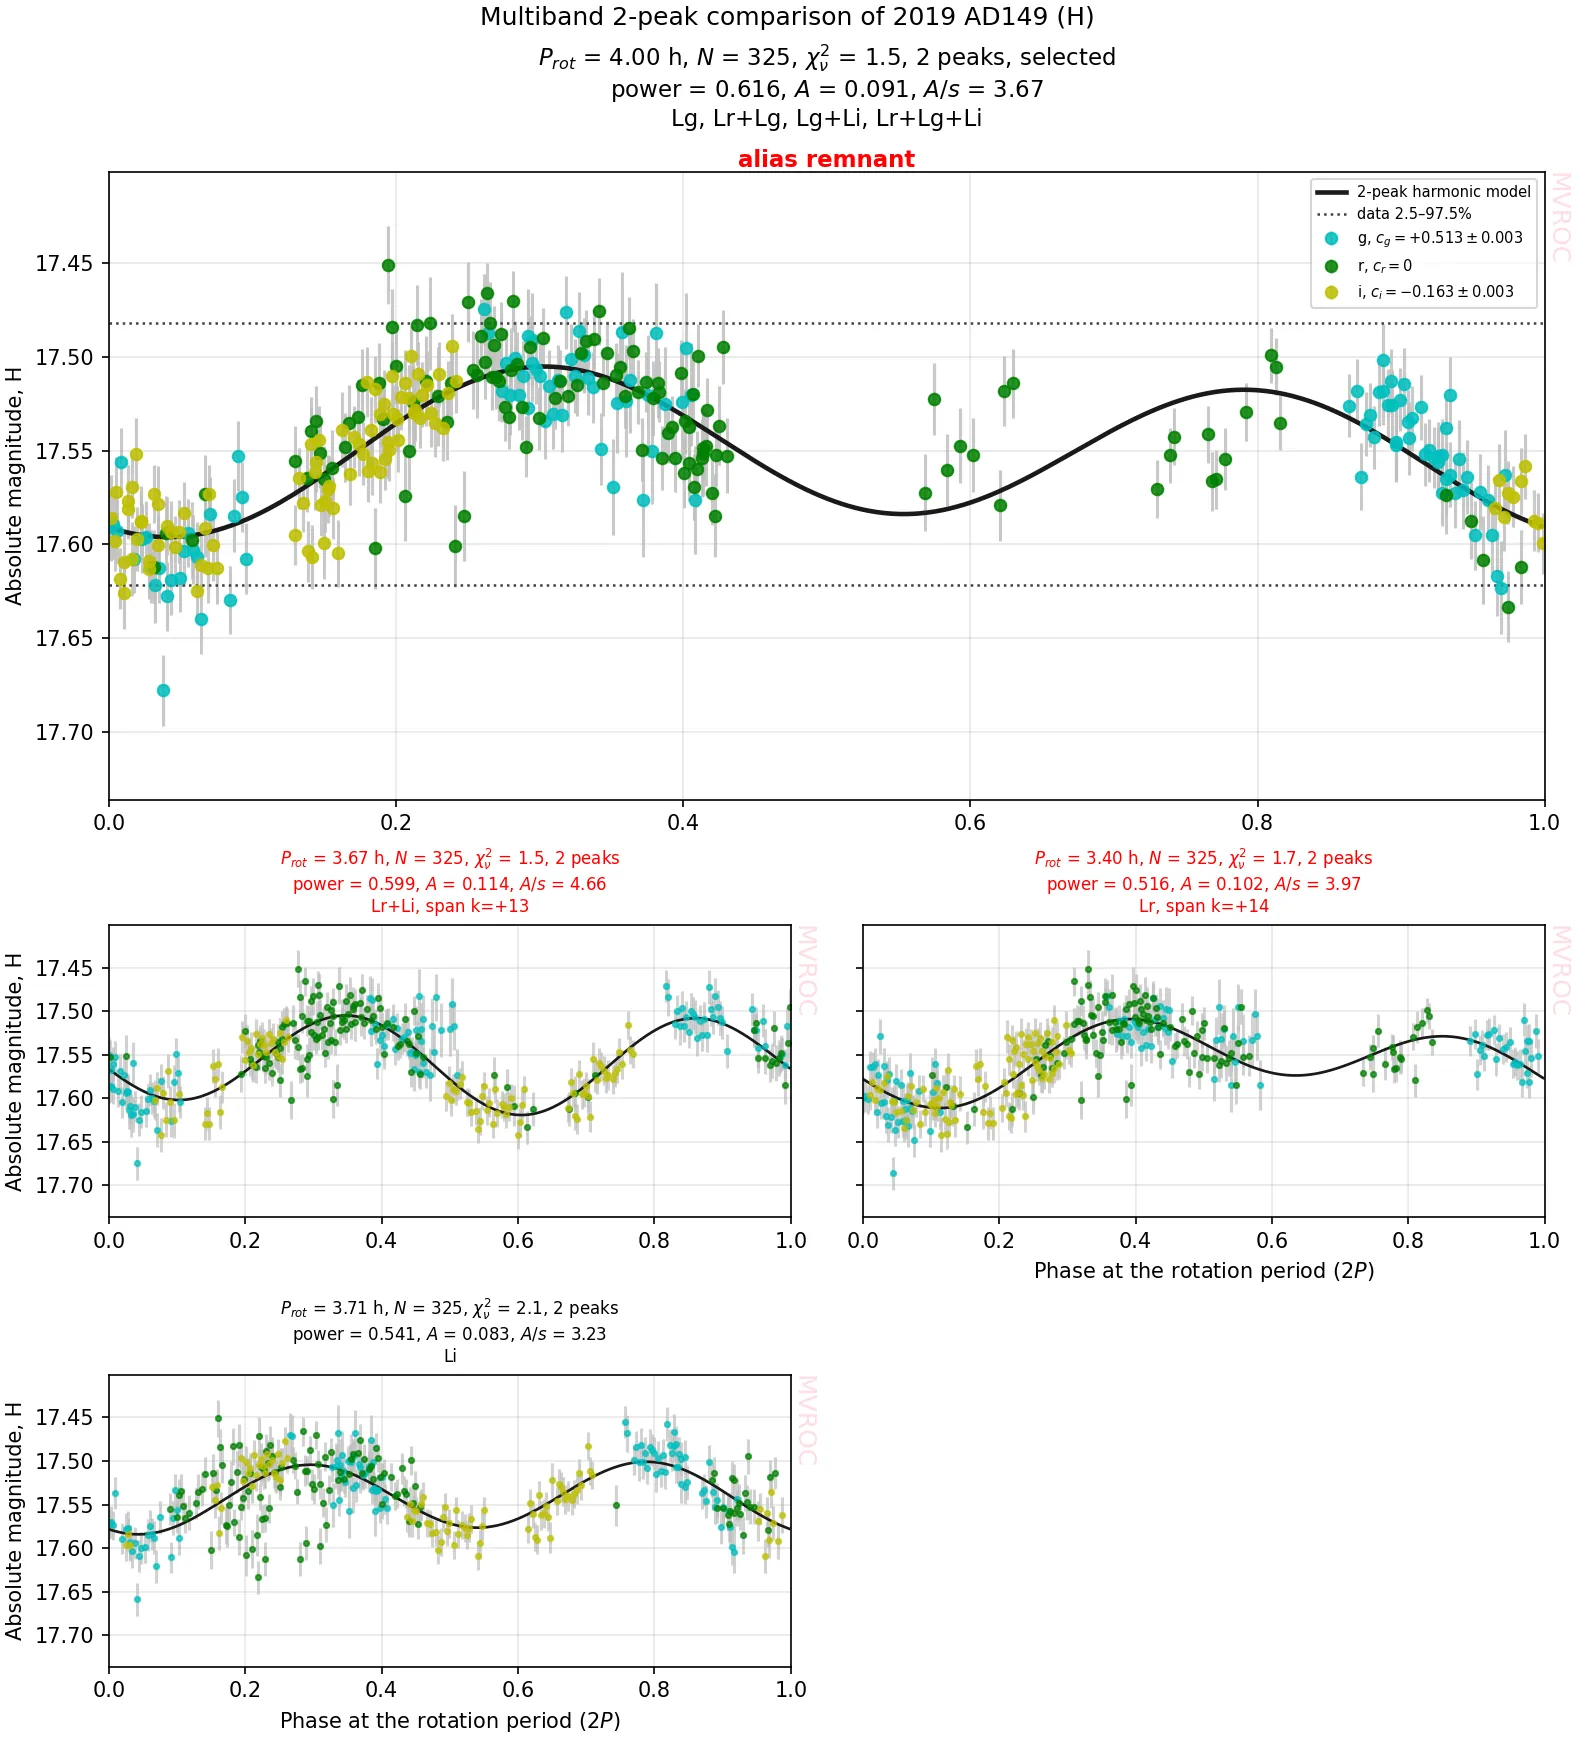 Multiband 2-peak comparison of 2019 AD149 (H)
P_rot = 4.00 h, N = 325, χ²_ν = 1.5, 2 peaks, selected
power = 0.616, A = 0.091, A/s = 3.67
Lg, Lr+Lg, Lg+Li, Lr+Lg+Li
alias remnant
2-peak harmonic model
data 2.5–97.5%
g, c_g = +0.513 ± 0.003
r, c_r = 0
i, c_i = −0.163 ± 0.003
MVROC
Absolute magnitude, H
17.45
17.50
17.55
17.60
17.65
17.70
0.0 0.2 0.4 0.6 0.8 1.0
P_rot = 3.67 h, N = 325, χ²_ν = 1.5, 2 peaks
power = 0.599, A = 0.114, A/s = 4.66
Lr+Li, span k=+13
MVROC
Absolute magnitude, H
17.45
17.50
17.55
17.60
17.65
17.70
0.0 0.2 0.4 0.6 0.8 1.0
P_rot = 3.40 h, N = 325, χ²_ν = 1.7, 2 peaks
power = 0.516, A = 0.102, A/s = 3.97
Lr, span k=+14
MVROC
0.0 0.2 0.4 0.6 0.8 1.0
Phase at the rotation period (2P)
P_rot = 3.71 h, N = 325, χ²_ν = 2.1, 2 peaks
power = 0.541, A = 0.083, A/s = 3.23
Li
MVROC
Absolute magnitude, H
17.45
17.50
17.55
17.60
17.65
17.70
0.0 0.2 0.4 0.6 0.8 1.0
Phase at the rotation period (2P)